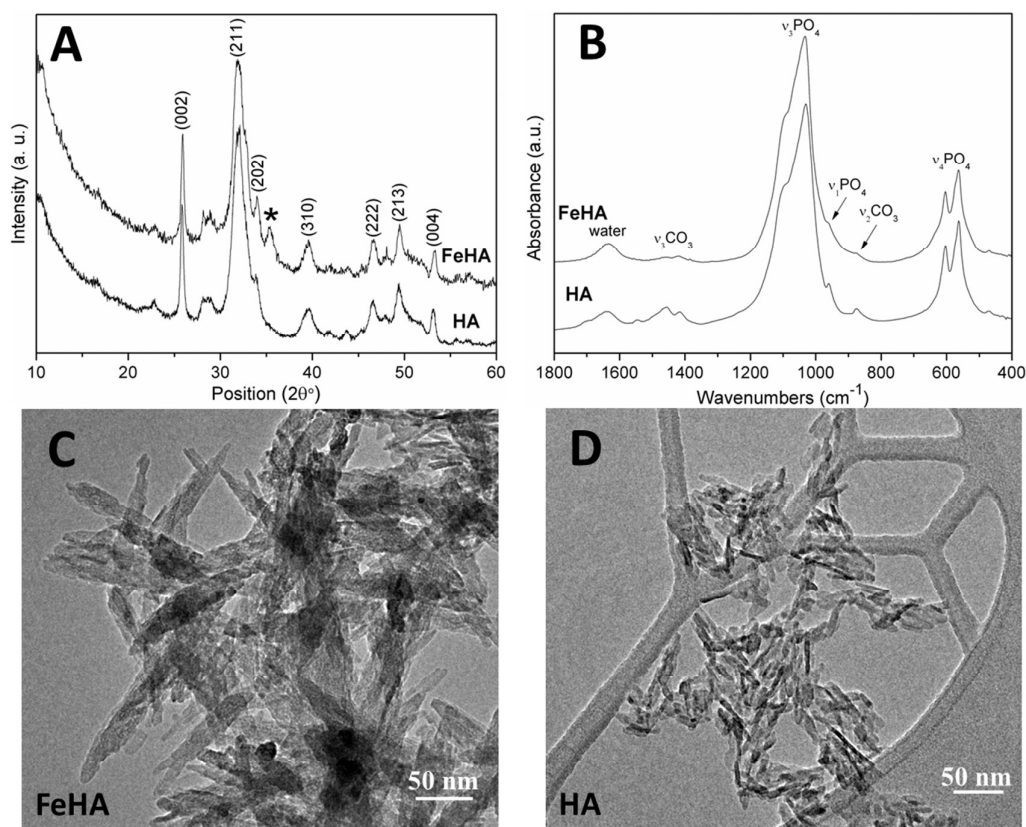 A
Intensity (a. u.)
(002)
(211)
(202)
*
(310)
(222)
(213)
(004)
FeHA
HA
10 20 30 40 50 60
Position (2θ°)
B
Absorbance (a.u.)
ν₃PO₄
ν₁PO₄
ν₂CO₃
ν₄PO₄
FeHA
water
ν₃CO₃
HA
1800 1600 1400 1200 1000 800 600 400
Wavenumbers (cm⁻¹)
C
50 nm
FeHA
D
50 nm
HA